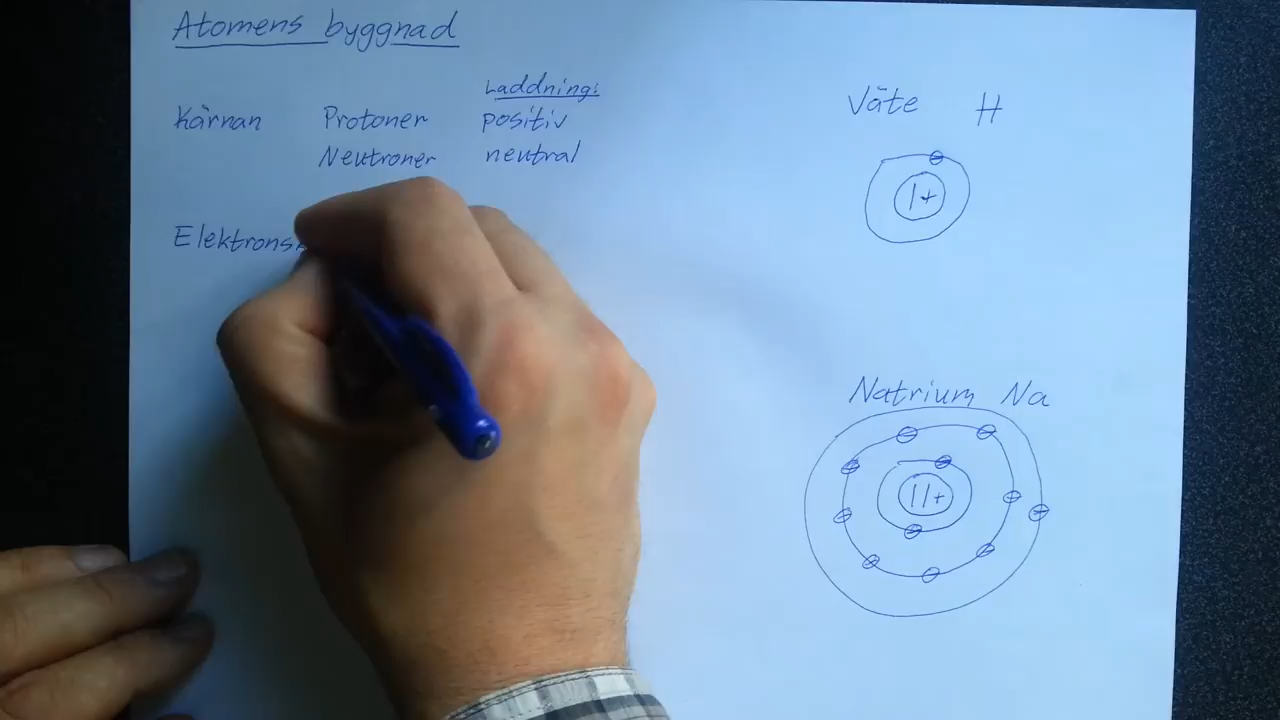 Atomens byggnad
Laddning:
Kärnan Protoner positiv
Neutroner neutral
Väte H
1+
Natrium Na
11+